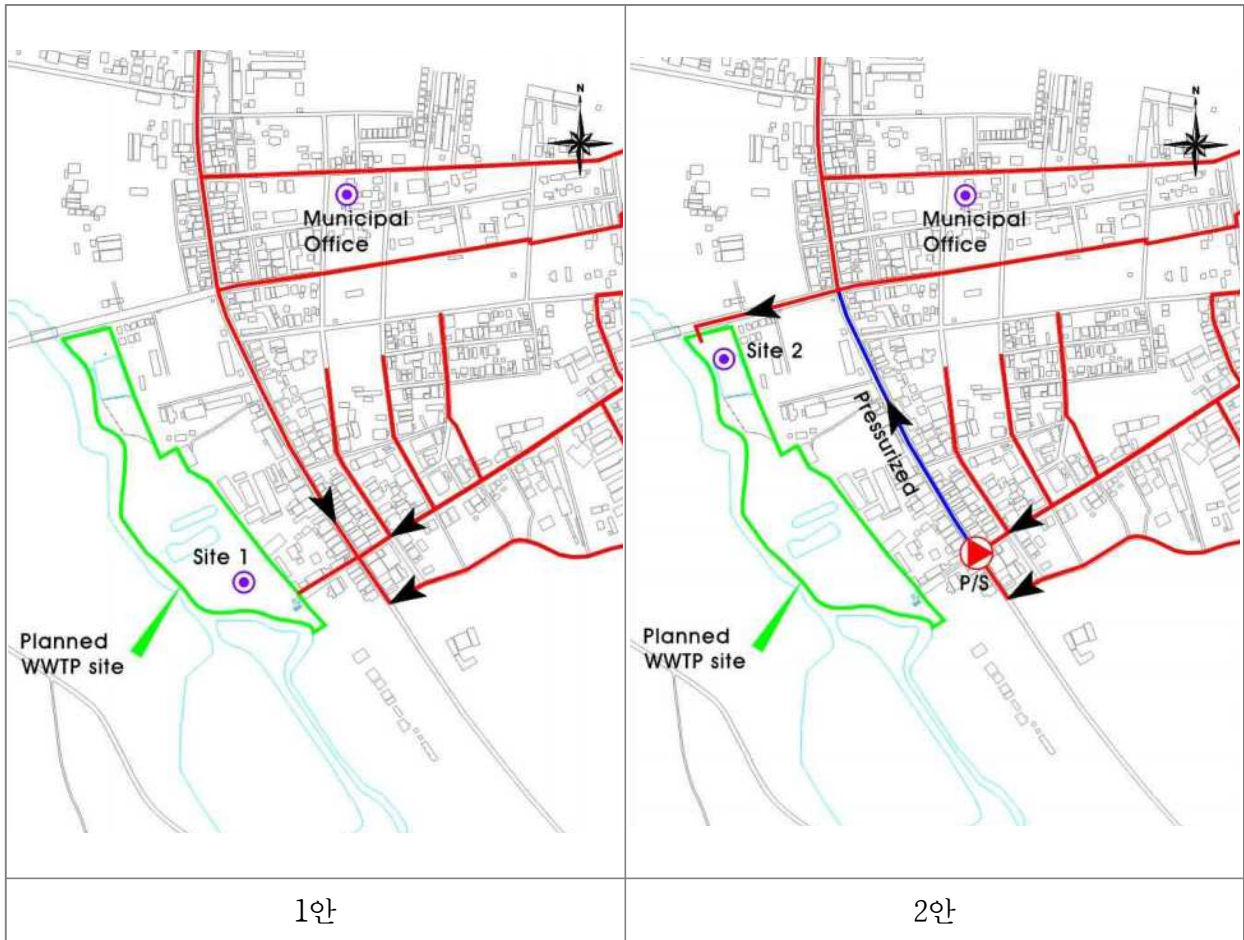 N
Municipal
Office
Site 1
Planned
WWTP site
1안
N
Municipal
Office
Site 2
Pressurized
P/S
Planned
WWTP site
2안